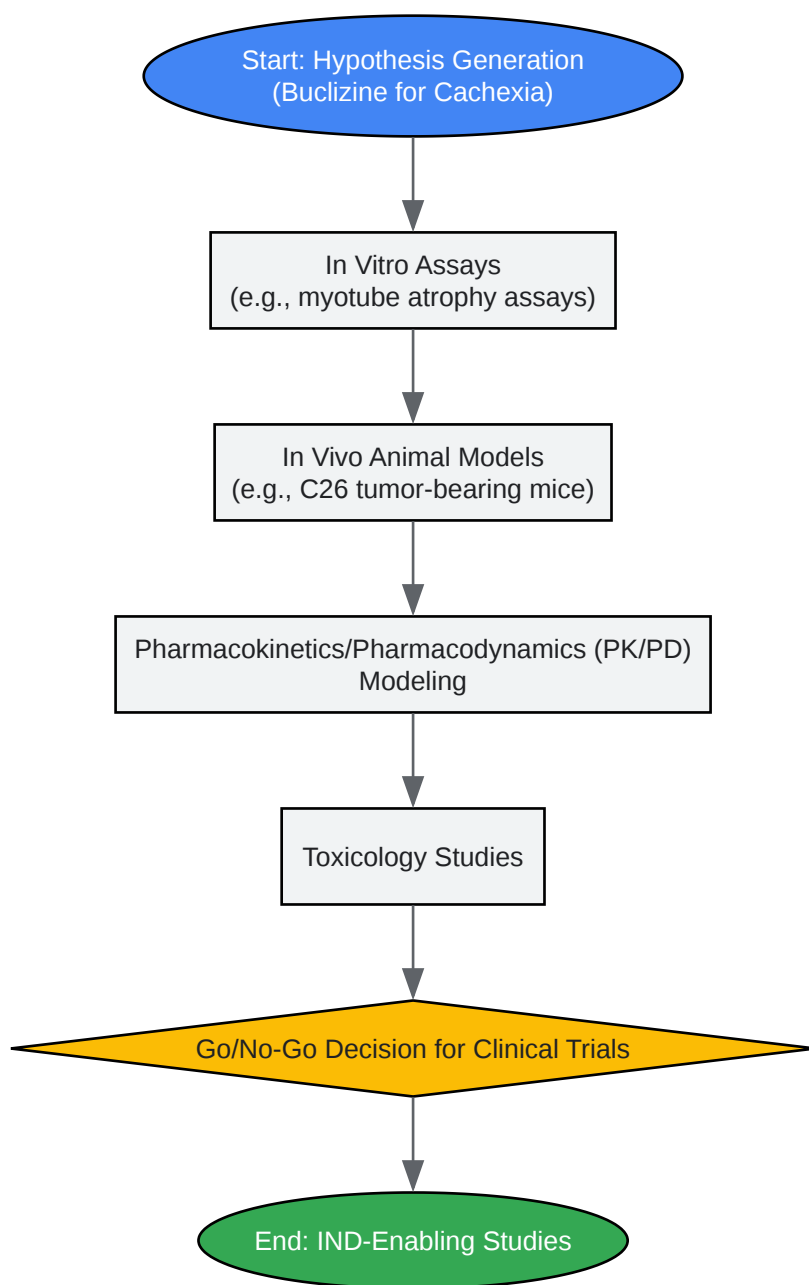 Start: Hypothesis Generation
(Buclizine for Cachexia)
In Vitro Assays
(e.g., myotube atrophy assays)
In Vivo Animal Models
(e.g., C26 tumor-bearing mice)
Pharmacokinetics/Pharmacodynamics (PK/PD)
Modeling
Toxicology Studies
Go/No-Go Decision for Clinical Trials
End: IND-Enabling Studies